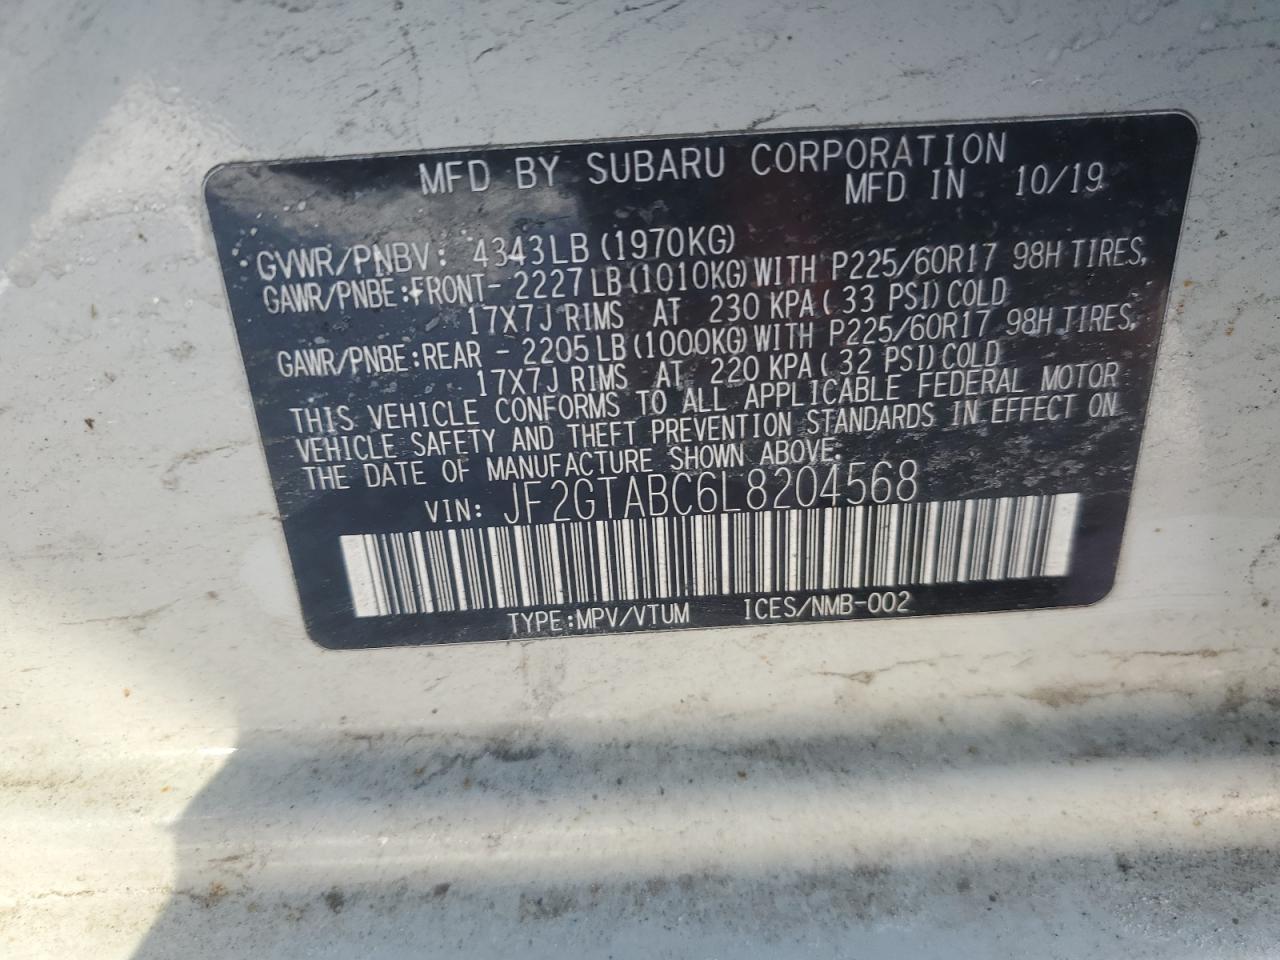 MFD BY SUBARU CORPORATION
MFD IN 10/19
GVWR/PNBV: 4343LB (1970KG)
GAWR/PNBE:FRONT- 2227LB(1010KG)WITH P225/60R17 98H TIRES,
17X7J RIMS AT 230 KPA( 33 PSI)COLD
GAWR/PNBE:REAR - 2205LB(1000KG)WITH P225/60R17 98H TIRES,
17X7J RIMS AT 220 KPA( 32 PSI)COLD
THIS VEHICLE CONFORMS TO ALL APPLICABLE FEDERAL MOTOR
VEHICLE SAFETY AND THEFT PREVENTION STANDARDS IN EFFECT ON
THE DATE OF MANUFACTURE SHOWN ABOVE.
VIN: JF2GTABC6L8204568
TYPE:MPV/VTUM ICES/NMB-002